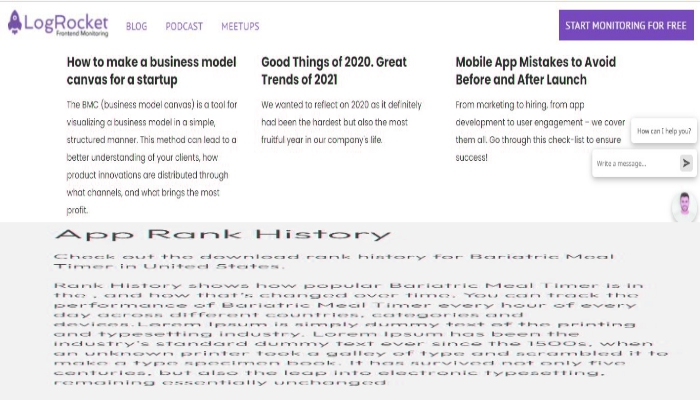 LogRocket
Frontend Monitoring
BLOG
PODCAST
MEETUPS
START MONITORING FOR FREE
How to make a business model
canvas for a startup
The BMC (business model canvas) is a tool for
visualizing a business model in a simple,
structured manner. This method can lead to a
better understanding of your clients, how
product innovations are distributed through
what channels, and what brings the most
profit.
Good Things of 2020. Great
Trends of 2021
We wanted to reflect on 2020 as it definitely
had been the hardest but also the most
fruitful year in our company's life.
Mobile App Mistakes to Avoid
Before and After Launch
From marketing to hiring, from app
development to user engagement – we cover
them all. Go through this check-list to ensure
success!
How can I help you?
Write a message...
App Rank History
Check out the download rank history for Bariatric Meal
Timer in United States.
Rank History shows how popular Bariatric Meal Timer is in
the , and how that's changed over time. You can track the
performance of Bariatric Meal Timer every hour of every
day across different countries, categories and
devices.Lorem Ipsum is simply dummy text of the printing
and typesetting industry. Lorem Ipsum has been the
industry's standard dummy text ever since the 1500s, when
an unknown printer took a galley of type and scrambled it to
make a type specimen book. It has survived not only five
centuries, but also the leap into electronic typesetting,
remaining essentially unchanged